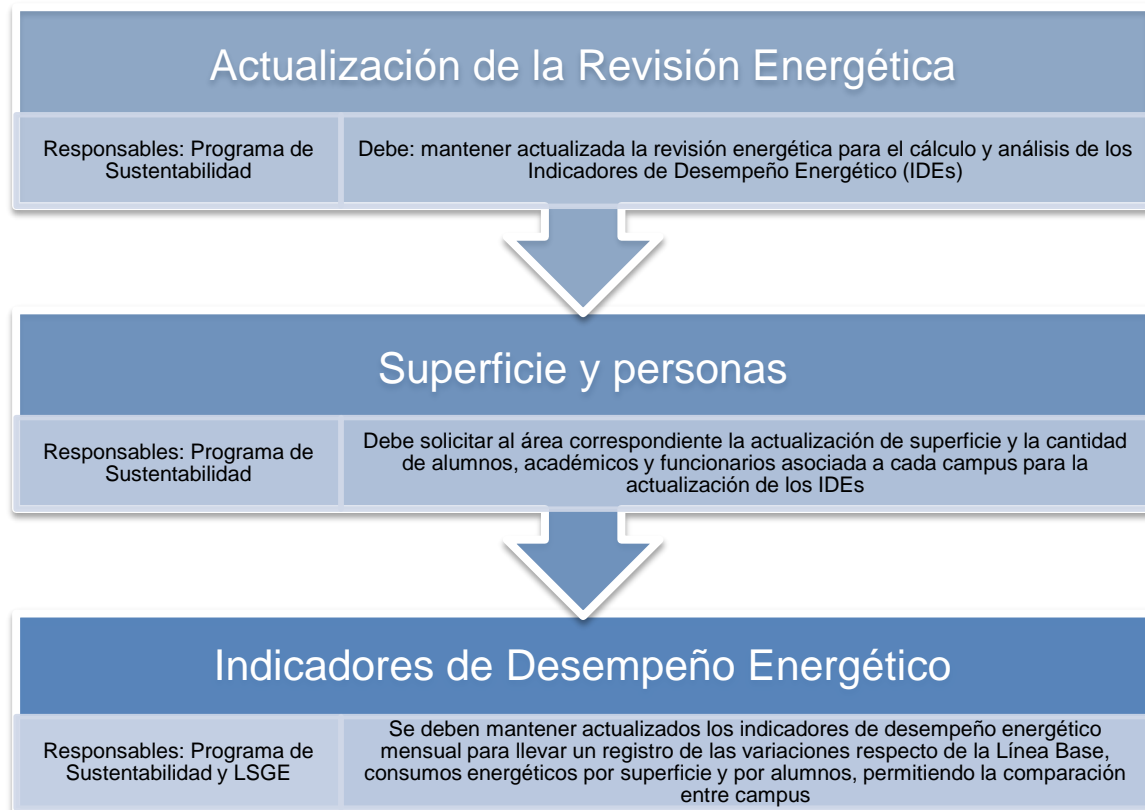 Actualización de la Revisión Energética
Responsables: Programa de
Sustentabilidad
Debe: mantener actualizada la revisión energética para el cálculo y análisis de los
Indicadores de Desempeño Energético (IDEs)
Superficie y personas
Responsables: Programa de
Sustentabilidad
Debe solicitar al área correspondiente la actualización de superficie y la cantidad
de alumnos, académicos y funcionarios asociada a cada campus para la
actualización de los IDEs
Indicadores de Desempeño Energético
Responsables: Programa de
Sustentabilidad y LSGE
Se deben mantener actualizados los indicadores de desempeño energético
mensual para llevar un registro de las variaciones respecto de la Línea Base,
consumos energéticos por superficie y por alumnos, permitiendo la comparación
entre campus